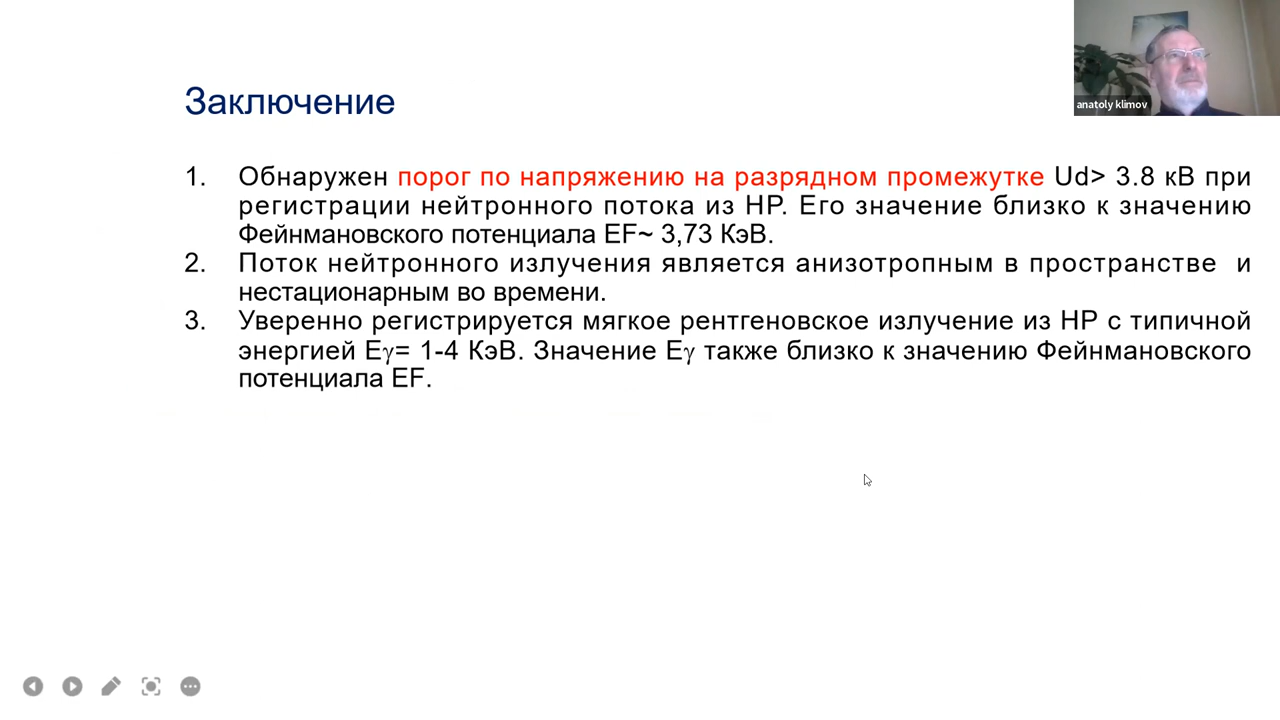 anatoly klimov
Заключение
1. Обнаружен порог по напряжению на разрядном промежутке Ud> 3.8 кВ при
регистрации нейтронного потока из НР. Его значение близко к значению
Фейнмановского потенциала EF~ 3,73 КэВ.
2. Поток нейтронного излучения является анизотропным в пространстве и
нестационарным во времени.
3. Уверенно регистрируется мягкое рентгеновское излучение из НР с типичной
энергией Eγ= 1-4 КэВ. Значение Eγ также близко к значению Фейнмановского
потенциала EF.